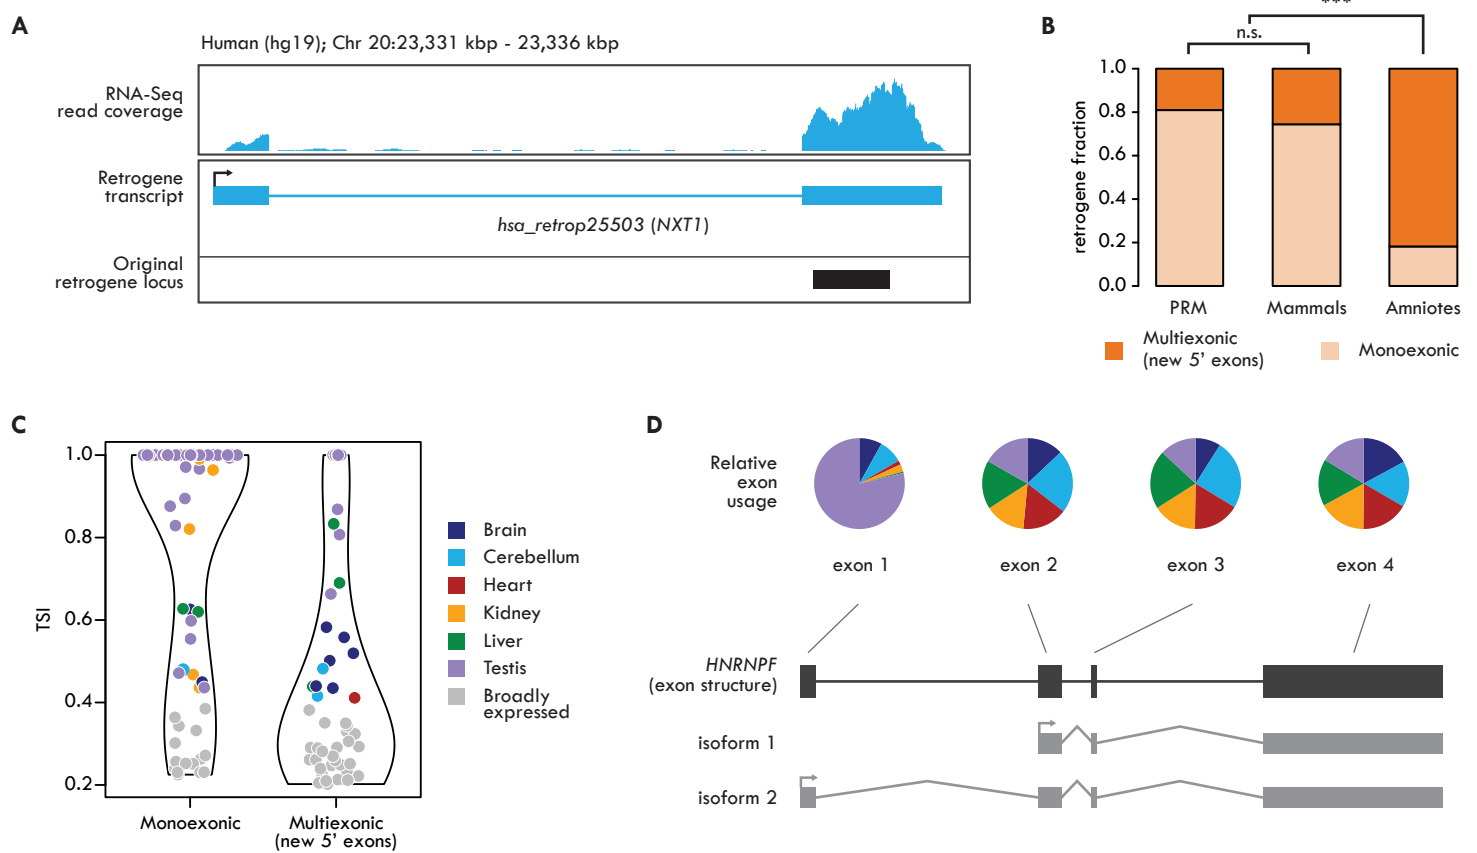 A
Human (hg19); Chr 20:23,331 kbp - 23,336 kbp
RNA-Seq
read coverage
Retrogene
transcript
hsa_retrop25503 (NXT1)
Original
retrogene locus
B
***
n.s.
retrogene fraction
1.0
0.8
0.6
0.4
0.2
0.0
PRM
Mammals
Amniotes
Multiexonic
(new 5’ exons)
Monoexonic
C
TSI
1.0
0.8
0.6
0.4
0.2
Monoexonic
Multiexonic
(new 5’ exons)
Brain
Cerebellum
Heart
Kidney
Liver
Testis
Broadly
expressed
D
Relative
exon
usage
exon 1
exon 2
exon 3
exon 4
HNRNPF
(exon structure)
isoform 1
isoform 2